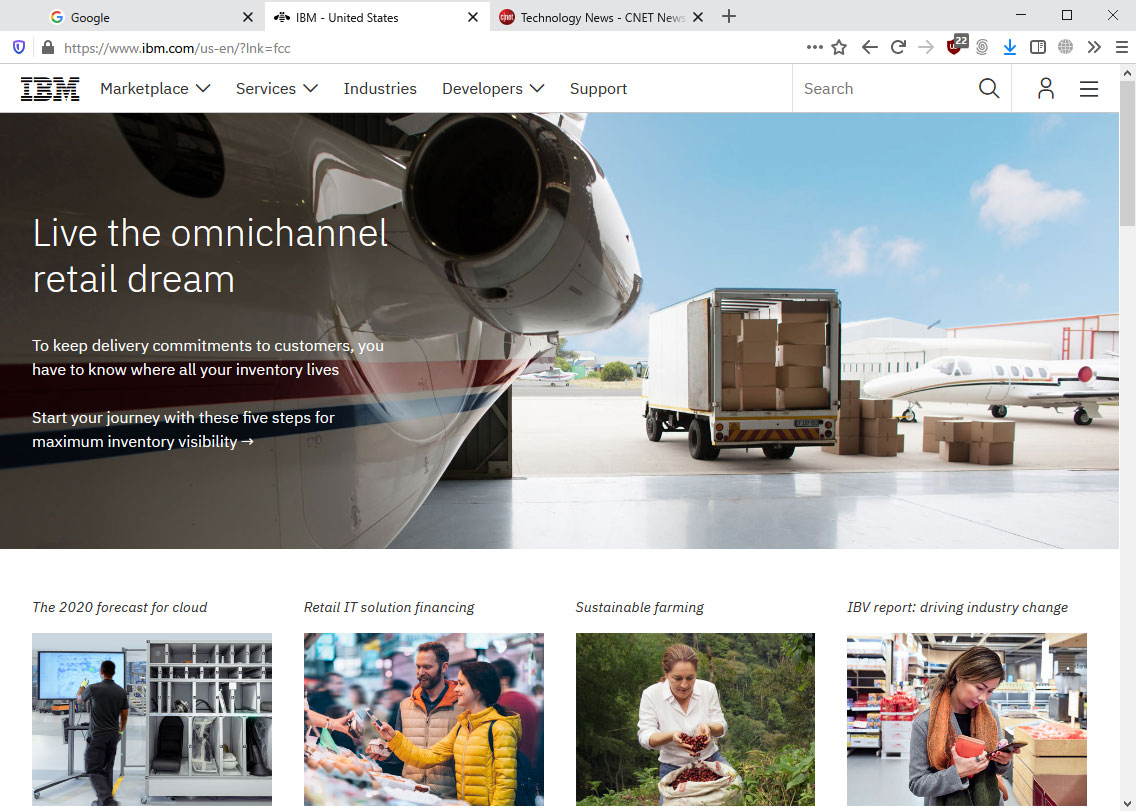 Google
IBM - United States
Technology News - CNET News
https://www.ibm.com/us-en/?lnk=fcc
22
IBM
Marketplace
Services
Industries
Developers
Support
Search
Live the omnichannel
retail dream
To keep delivery commitments to customers, you
have to know where all your inventory lives
Start your journey with these five steps for
maximum inventory visibility →
The 2020 forecast for cloud
Retail IT solution financing
Sustainable farming
IBV report: driving industry change